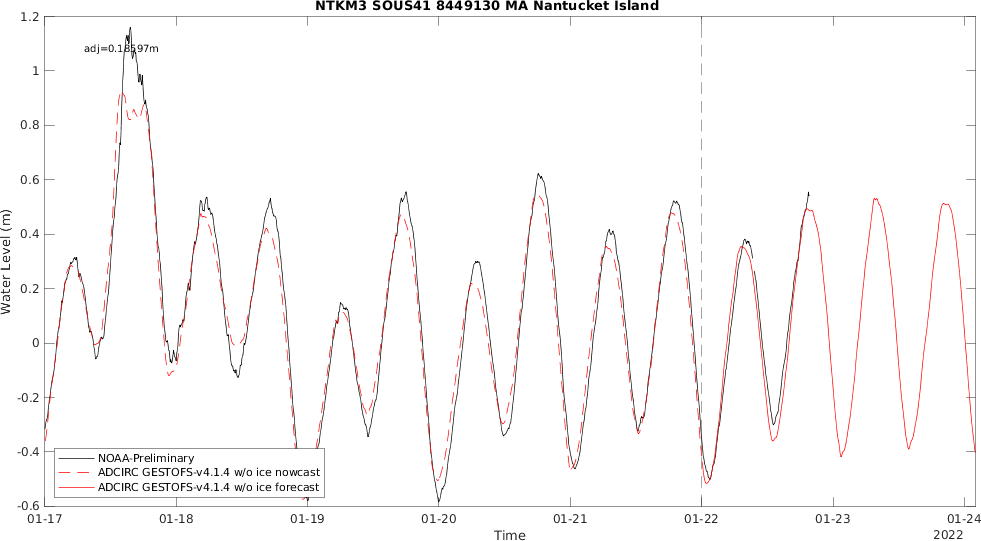 NTKM3 SOUS41 8449130 MA Nantucket Island
adj=0.18597m
1.2
1
0.8
0.6
0.4
0.2
0
-0.2
-0.4
-0.6
Water Level (m)
NOAA-Preliminary
ADCIRC GESTOFS-v4.1.4 w/o ice nowcast
ADCIRC GESTOFS-v4.1.4 w/o ice forecast
01-17 01-18 01-19 01-20 01-21 01-22 01-23 01-24
Time
2022